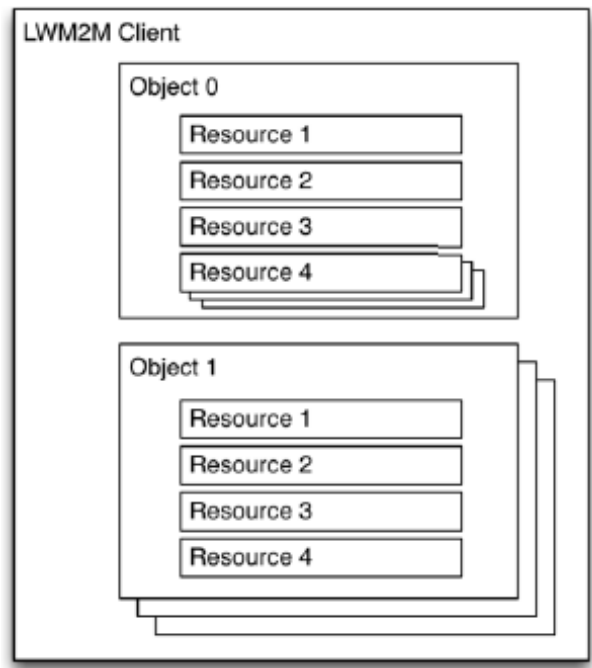 LWM2M Client
Object 0
Resource 1
Resource 2
Resource 3
Resource 4
Object 1
Resource 1
Resource 2
Resource 3
Resource 4